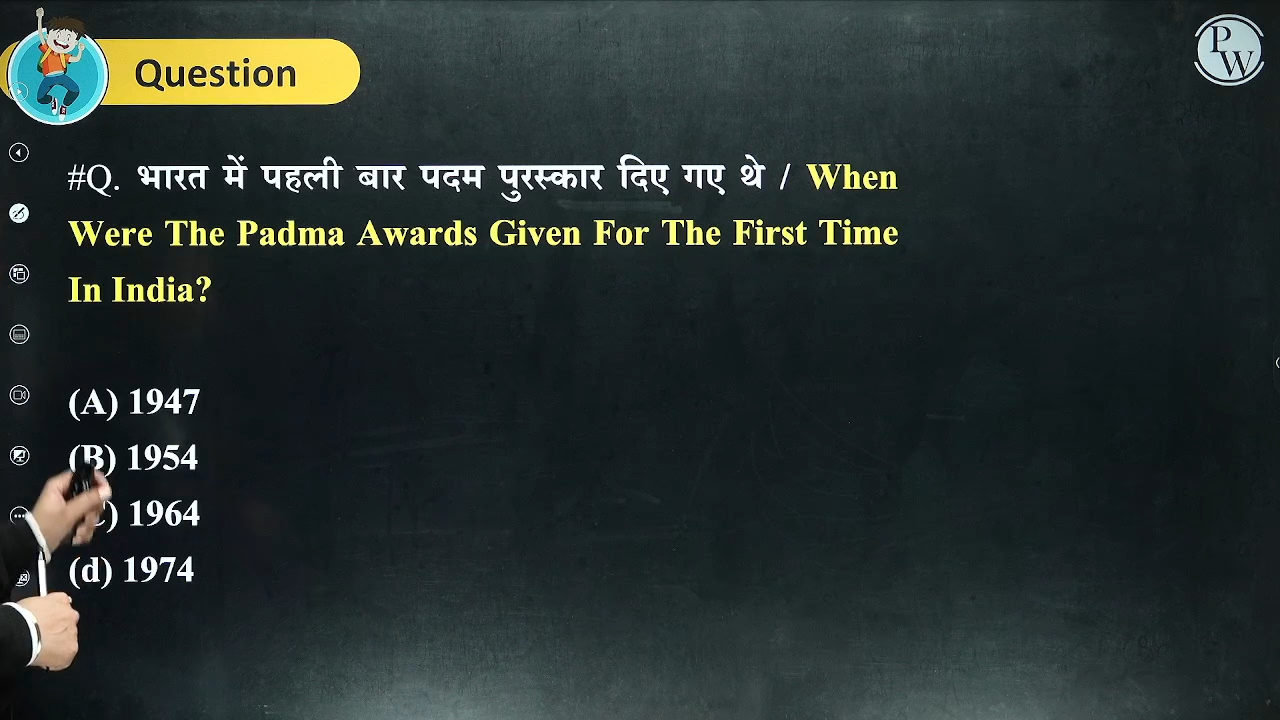 Question
PW
#Q. भारत में पहली बार पदम पुरस्कार दिए गए थे / When
Were The Padma Awards Given For The First Time
In India?
(A) 1947
(B) 1954
(C) 1964
(d) 1974